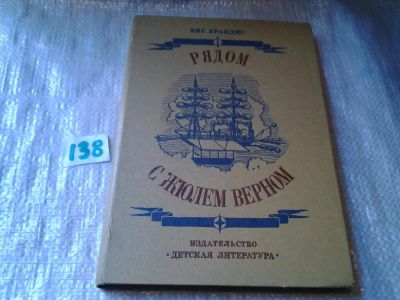 ЕВГ. БРАНДИС
РЯДОМ
С ЖЮЛЕМ ВЕРНОМ
ИЗДАТЕЛЬСТВО
• ДЕТСКАЯ ЛИТЕРАТУРА •
138